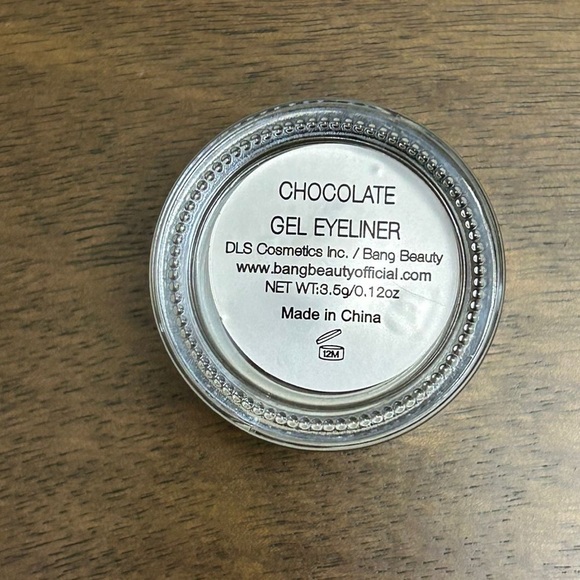 CHOCOLATE
GEL EYELINER
DLS Cosmetics Inc. / Bang Beauty
www.bangbeautyofficial.com
NET WT:3.5g/0.12oz
Made in China
12M